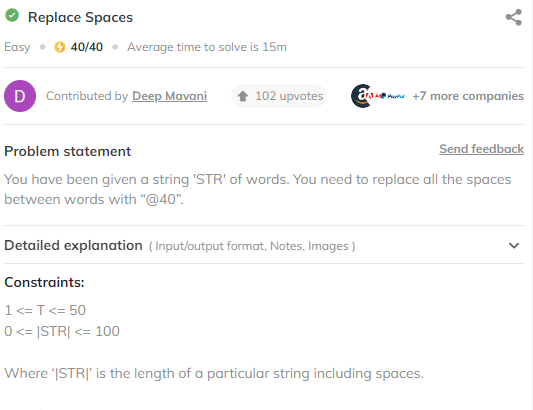 Replace Spaces
Easy 40/40 Average time to solve is 15m
D Contributed by Deep Mavani 102 upvotes a PayPal +7 more companies
Problem statement Send feedback
You have been given a string 'STR' of words. You need to replace all the spaces
between words with “@40”.
Detailed explanation ( Input/output format, Notes, Images )
Constraints:
1 <= T <= 50
0 <= |STR| <= 100
Where ‘|STR|’ is the length of a particular string including spaces.